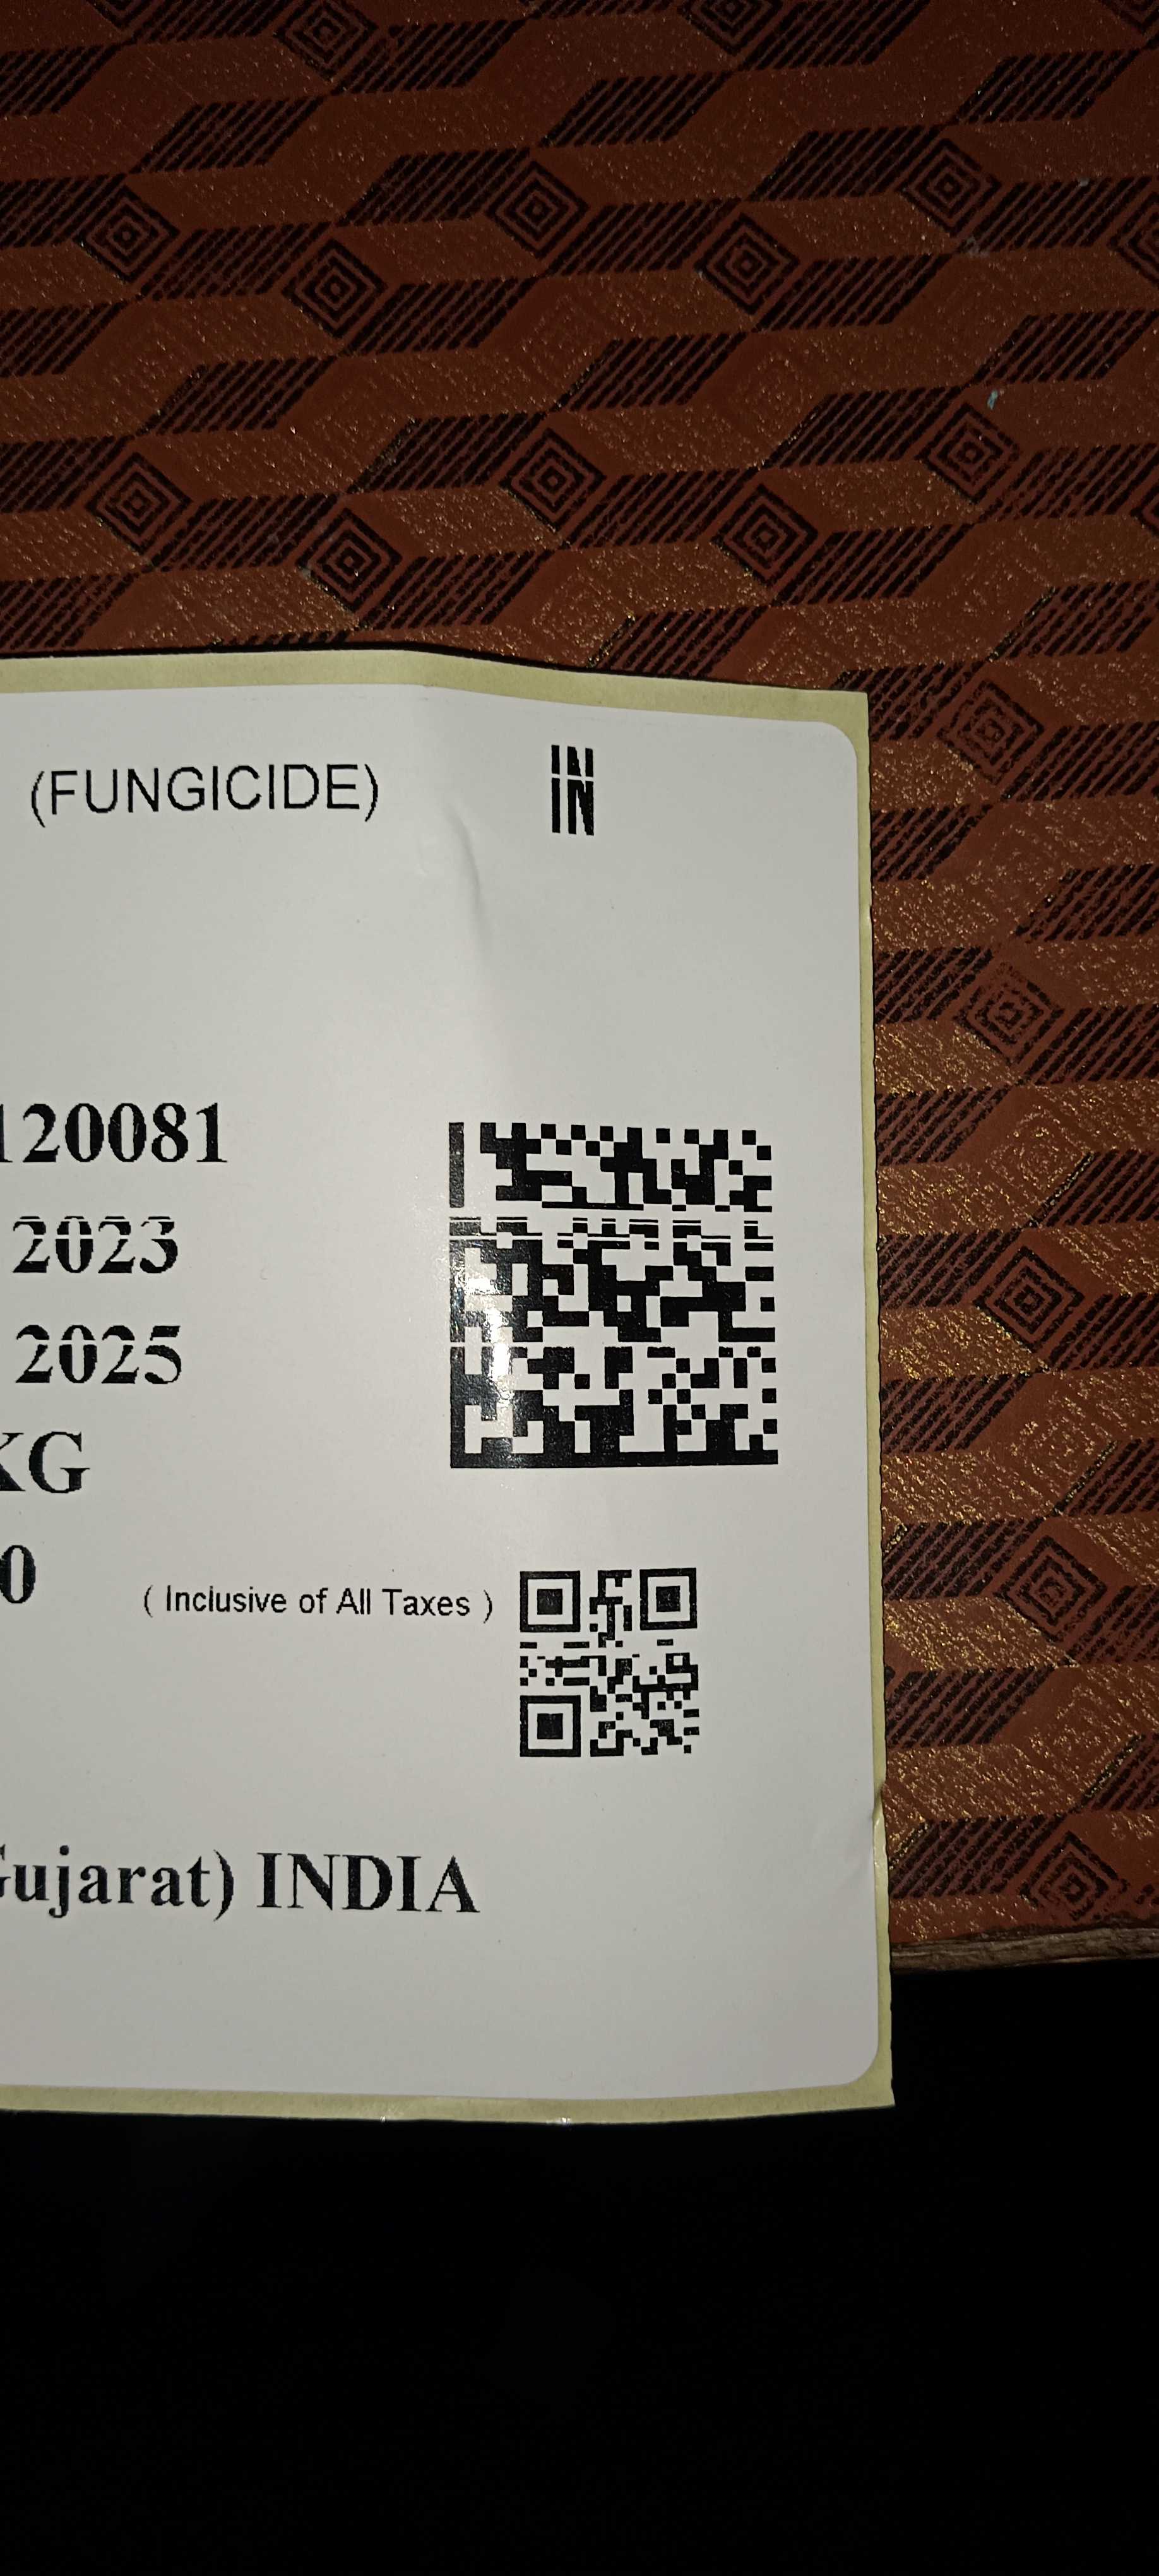 (FUNGICIDE) IN
120081
2023
2025
KG
0 ( Inclusive of All Taxes )
Gujarat) INDIA